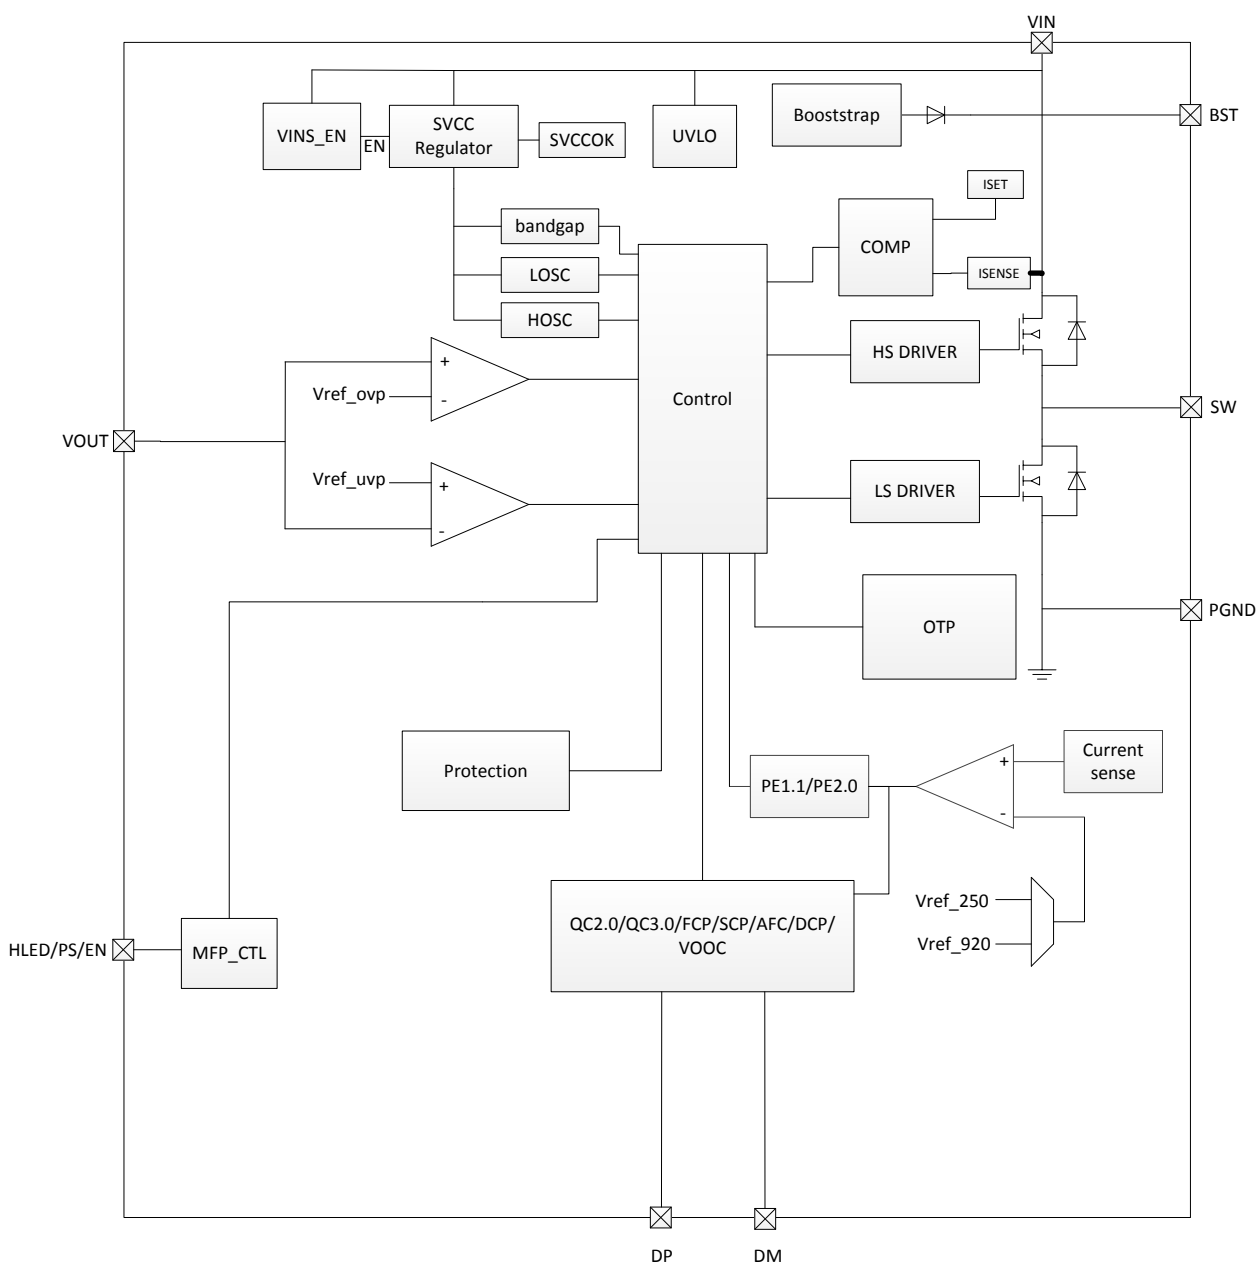 VIN
VINS_EN
EN
SVCC
Regulator
SVCCOK
UVLO
Booststrap
BST
ISET
bandgap
COMP
LOSC
ISENSE
HOSC
HS DRIVER
+
Vref_ovp
-
Control
SW
VOUT
Vref_uvp
+
-
LS DRIVER
OTP
PGND
Protection
PE1.1/PE2.0
+
-
Current
sense
Vref_250
Vref_920
QC2.0/QC3.0/FCP/SCP/AFC/DCP/
VOOC
HLED/PS/EN
MFP_CTL
DP
DM